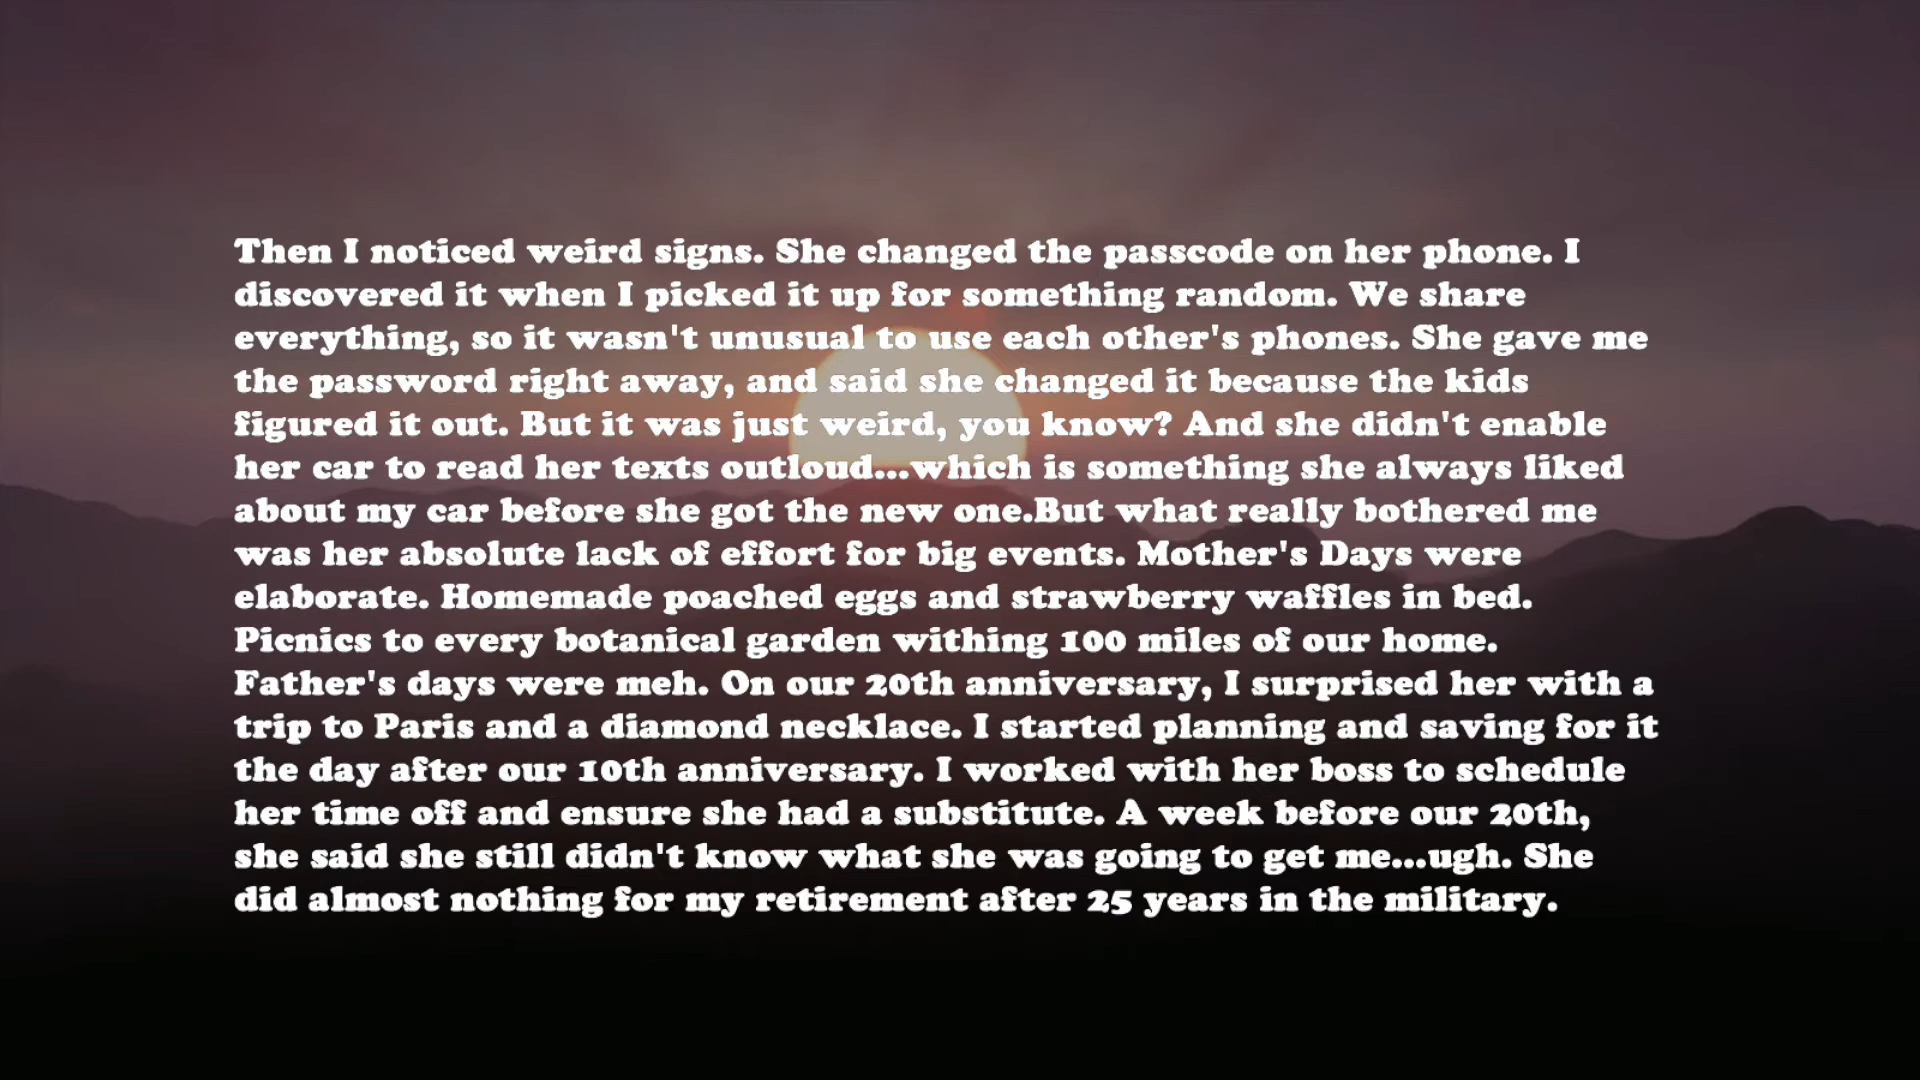 Then I noticed weird signs. She changed the passcode on her phone. I
discovered it when I picked it up for something random. We share
everything, so it wasn't unusual to use each other's phones. She gave me
the password right away, and said she changed it because the kids
figured it out. But it was just weird, you know? And she didn't enable
her car to read her texts outloud...which is something she always liked
about my car before she got the new one.But what really bothered me
was her absolute lack of effort for big events. Mother's Days were
elaborate. Homemade poached eggs and strawberry waffles in bed.
Picnics to every botanical garden withing 100 miles of our home.
Father's days were meh. On our 20th anniversary, I surprised her with a
trip to Paris and a diamond necklace. I started planning and saving for it
the day after our 10th anniversary. I worked with her boss to schedule
her time off and ensure she had a substitute. A week before our 20th,
she said she still didn't know what she was going to get me...ugh. She
did almost nothing for my retirement after 25 years in the military.